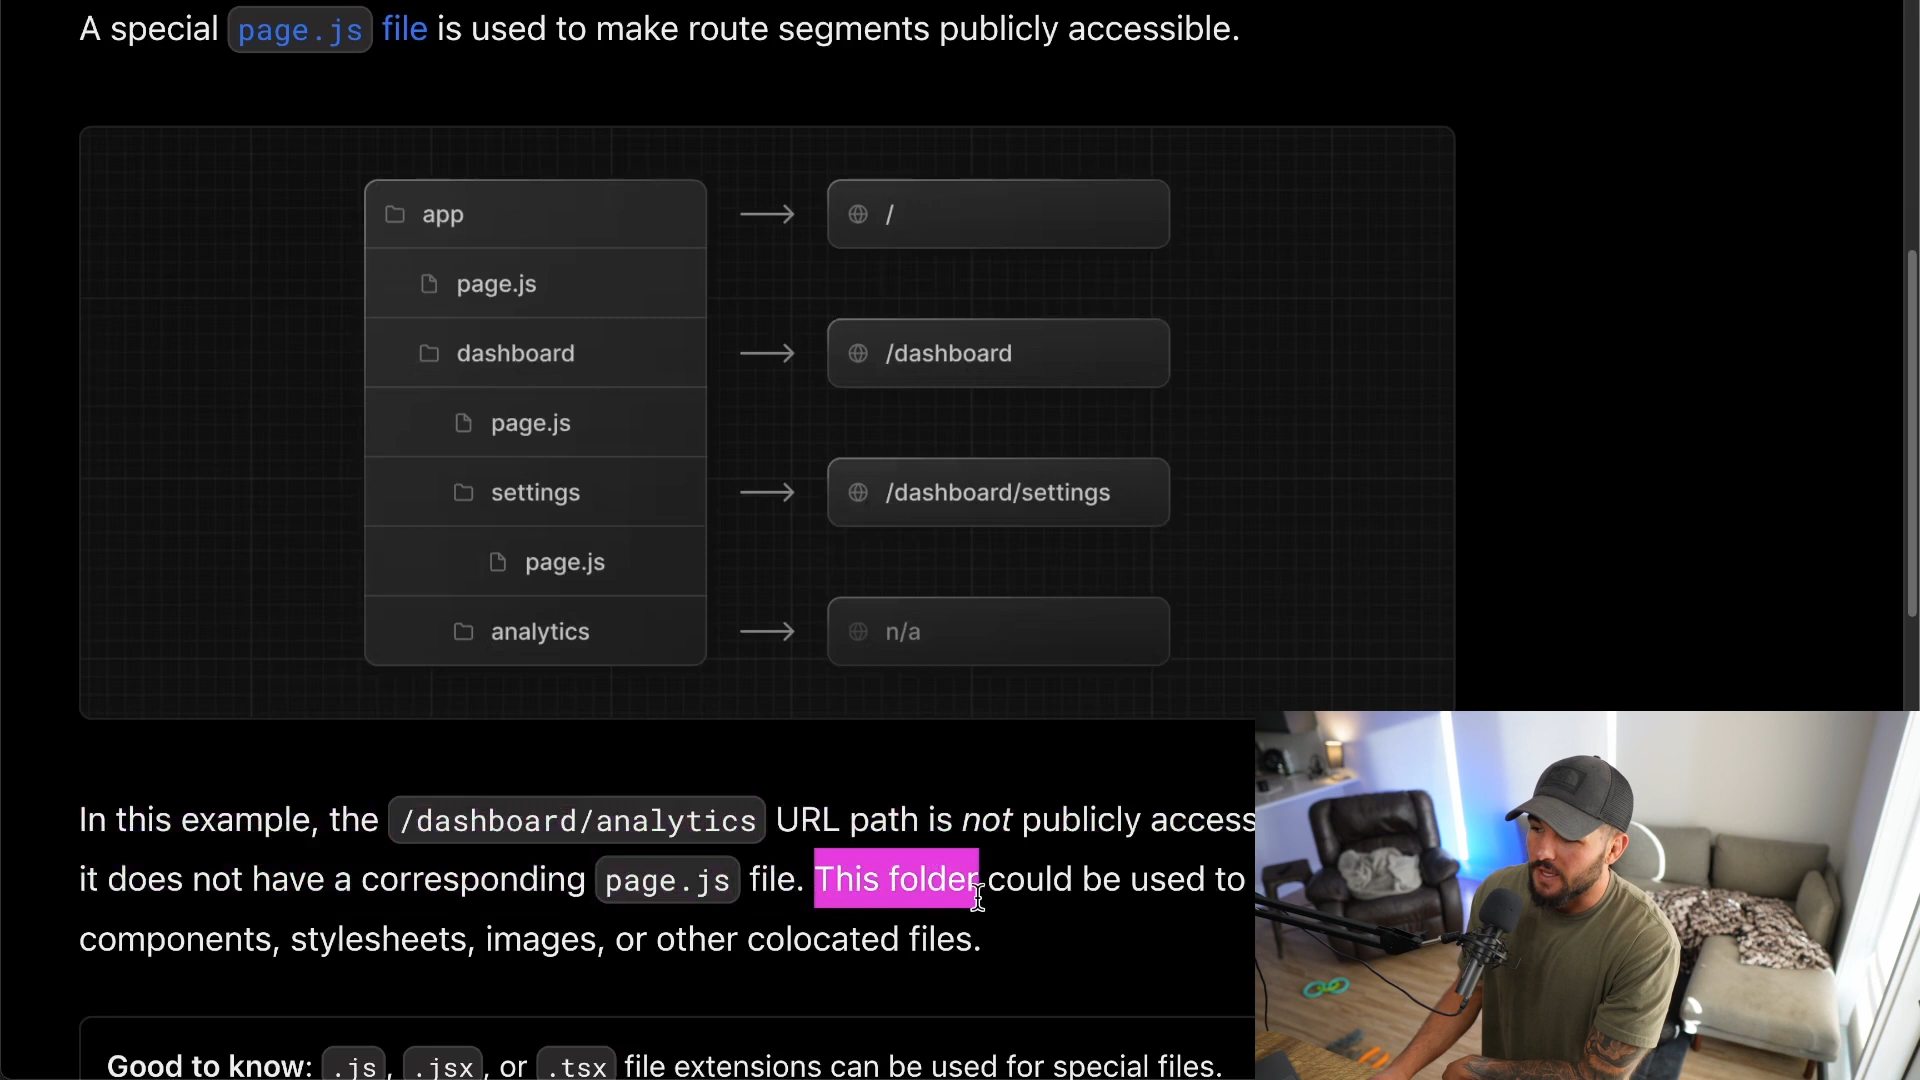 A special page.js file is used to make route segments publicly accessible.
app → /
page.js
dashboard → /dashboard
page.js
settings → /dashboard/settings
page.js
analytics → n/a
In this example, the /dashboard/analytics URL path is not publicly access
it does not have a corresponding page.js file. This folder could be used to
components, stylesheets, images, or other colocated files.
Good to know: .js, .jsx, or .tsx file extensions can be used for special files.